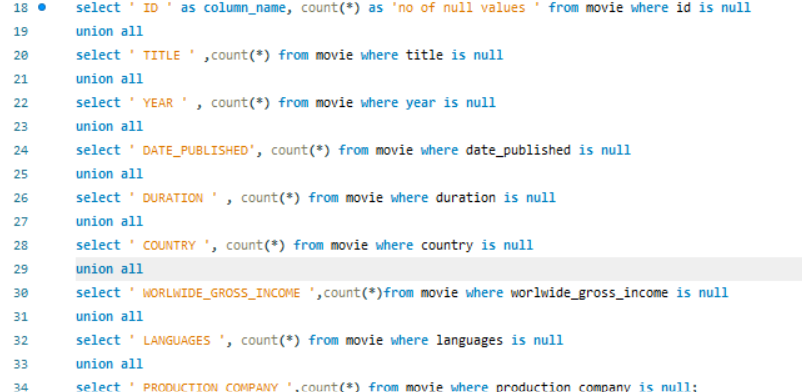 18 select ' ID ' as column_name, count(*) as 'no of null values ' from movie where id is null
19 union all
20 select ' TITLE ' ,count(*) from movie where title is null
21 union all
22 select ' YEAR ' , count(*) from movie where year is null
23 union all
24 select ' DATE_PUBLISHED', count(*) from movie where date_published is null
25 union all
26 select ' DURATION ' , count(*) from movie where duration is null
27 union all
28 select ' COUNTRY ', count(*) from movie where country is null
29 union all
30 select ' WORLWIDE_GROSS_INCOME ',count(*)from movie where worlwide_gross_income is null
31 union all
32 select ' LANGUAGES ', count(*) from movie where languages is null
33 union all
34 select ' PRODUCTION_COMPANY ',count(*) from movie where production_company is null;